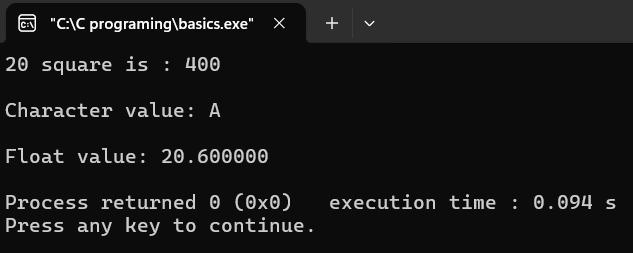 "C:\C programing\basics.exe"
20 square is : 400
Character value: A
Float value: 20.600000
Process returned 0 (0x0)   execution time : 0.094 s
Press any key to continue.